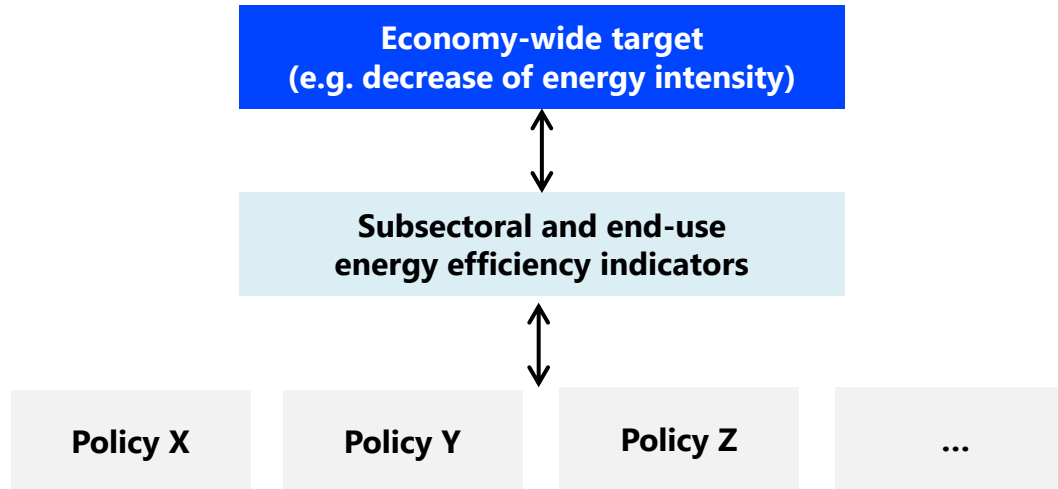 Economy-wide target
(e.g. decrease of energy intensity)
Subsectoral and end-use
energy efficiency indicators
Policy X
Policy Y
Policy Z
...